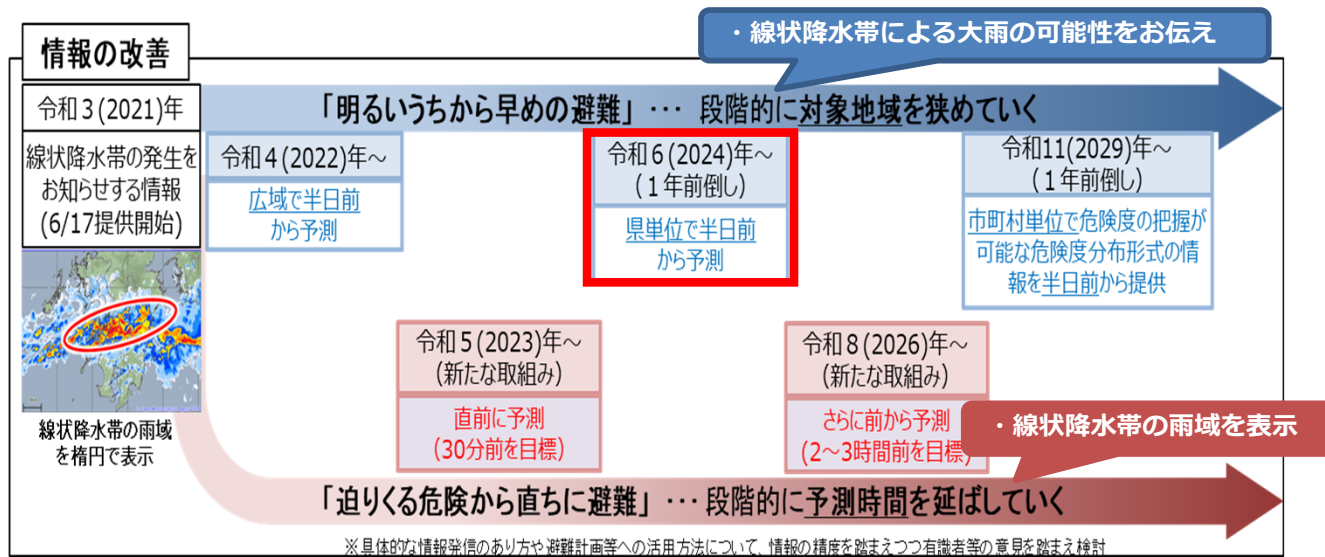 ・線状降水帯による大雨の可能性をお伝え
情報の改善
令和３(2021)年
「明るいうちから早めの避難」… 段階的に対象地域を狭めていく
線状降水帯の発生を
お知らせする情報
(6/17提供開始)
令和４(2022)年～
広域で半日前
から予測
令和６(2024)年～
(１年前倒し)
県単位で半日前
から予測
令和11(2029)年～
(１年前倒し)
市町村単位で危険度の把握が
可能な危険度分布形式の情
報を半日前から提供
令和５(2023)年～
(新たな取組み)
直前に予測
(30分前を目標)
令和８(2026)年～
(新たな取組み)
さらに前から予測
(2～3時間前を目標)
・線状降水帯の雨域を表示
線状降水帯の雨域
を楕円で表示
「迫りくる危険から直ちに避難」… 段階的に予測時間を延ばしていく
※具体的な情報発信のあり方や避難計画等への活用方法について、情報の精度を踏まえつつ有識者等の意見を踏まえ検討